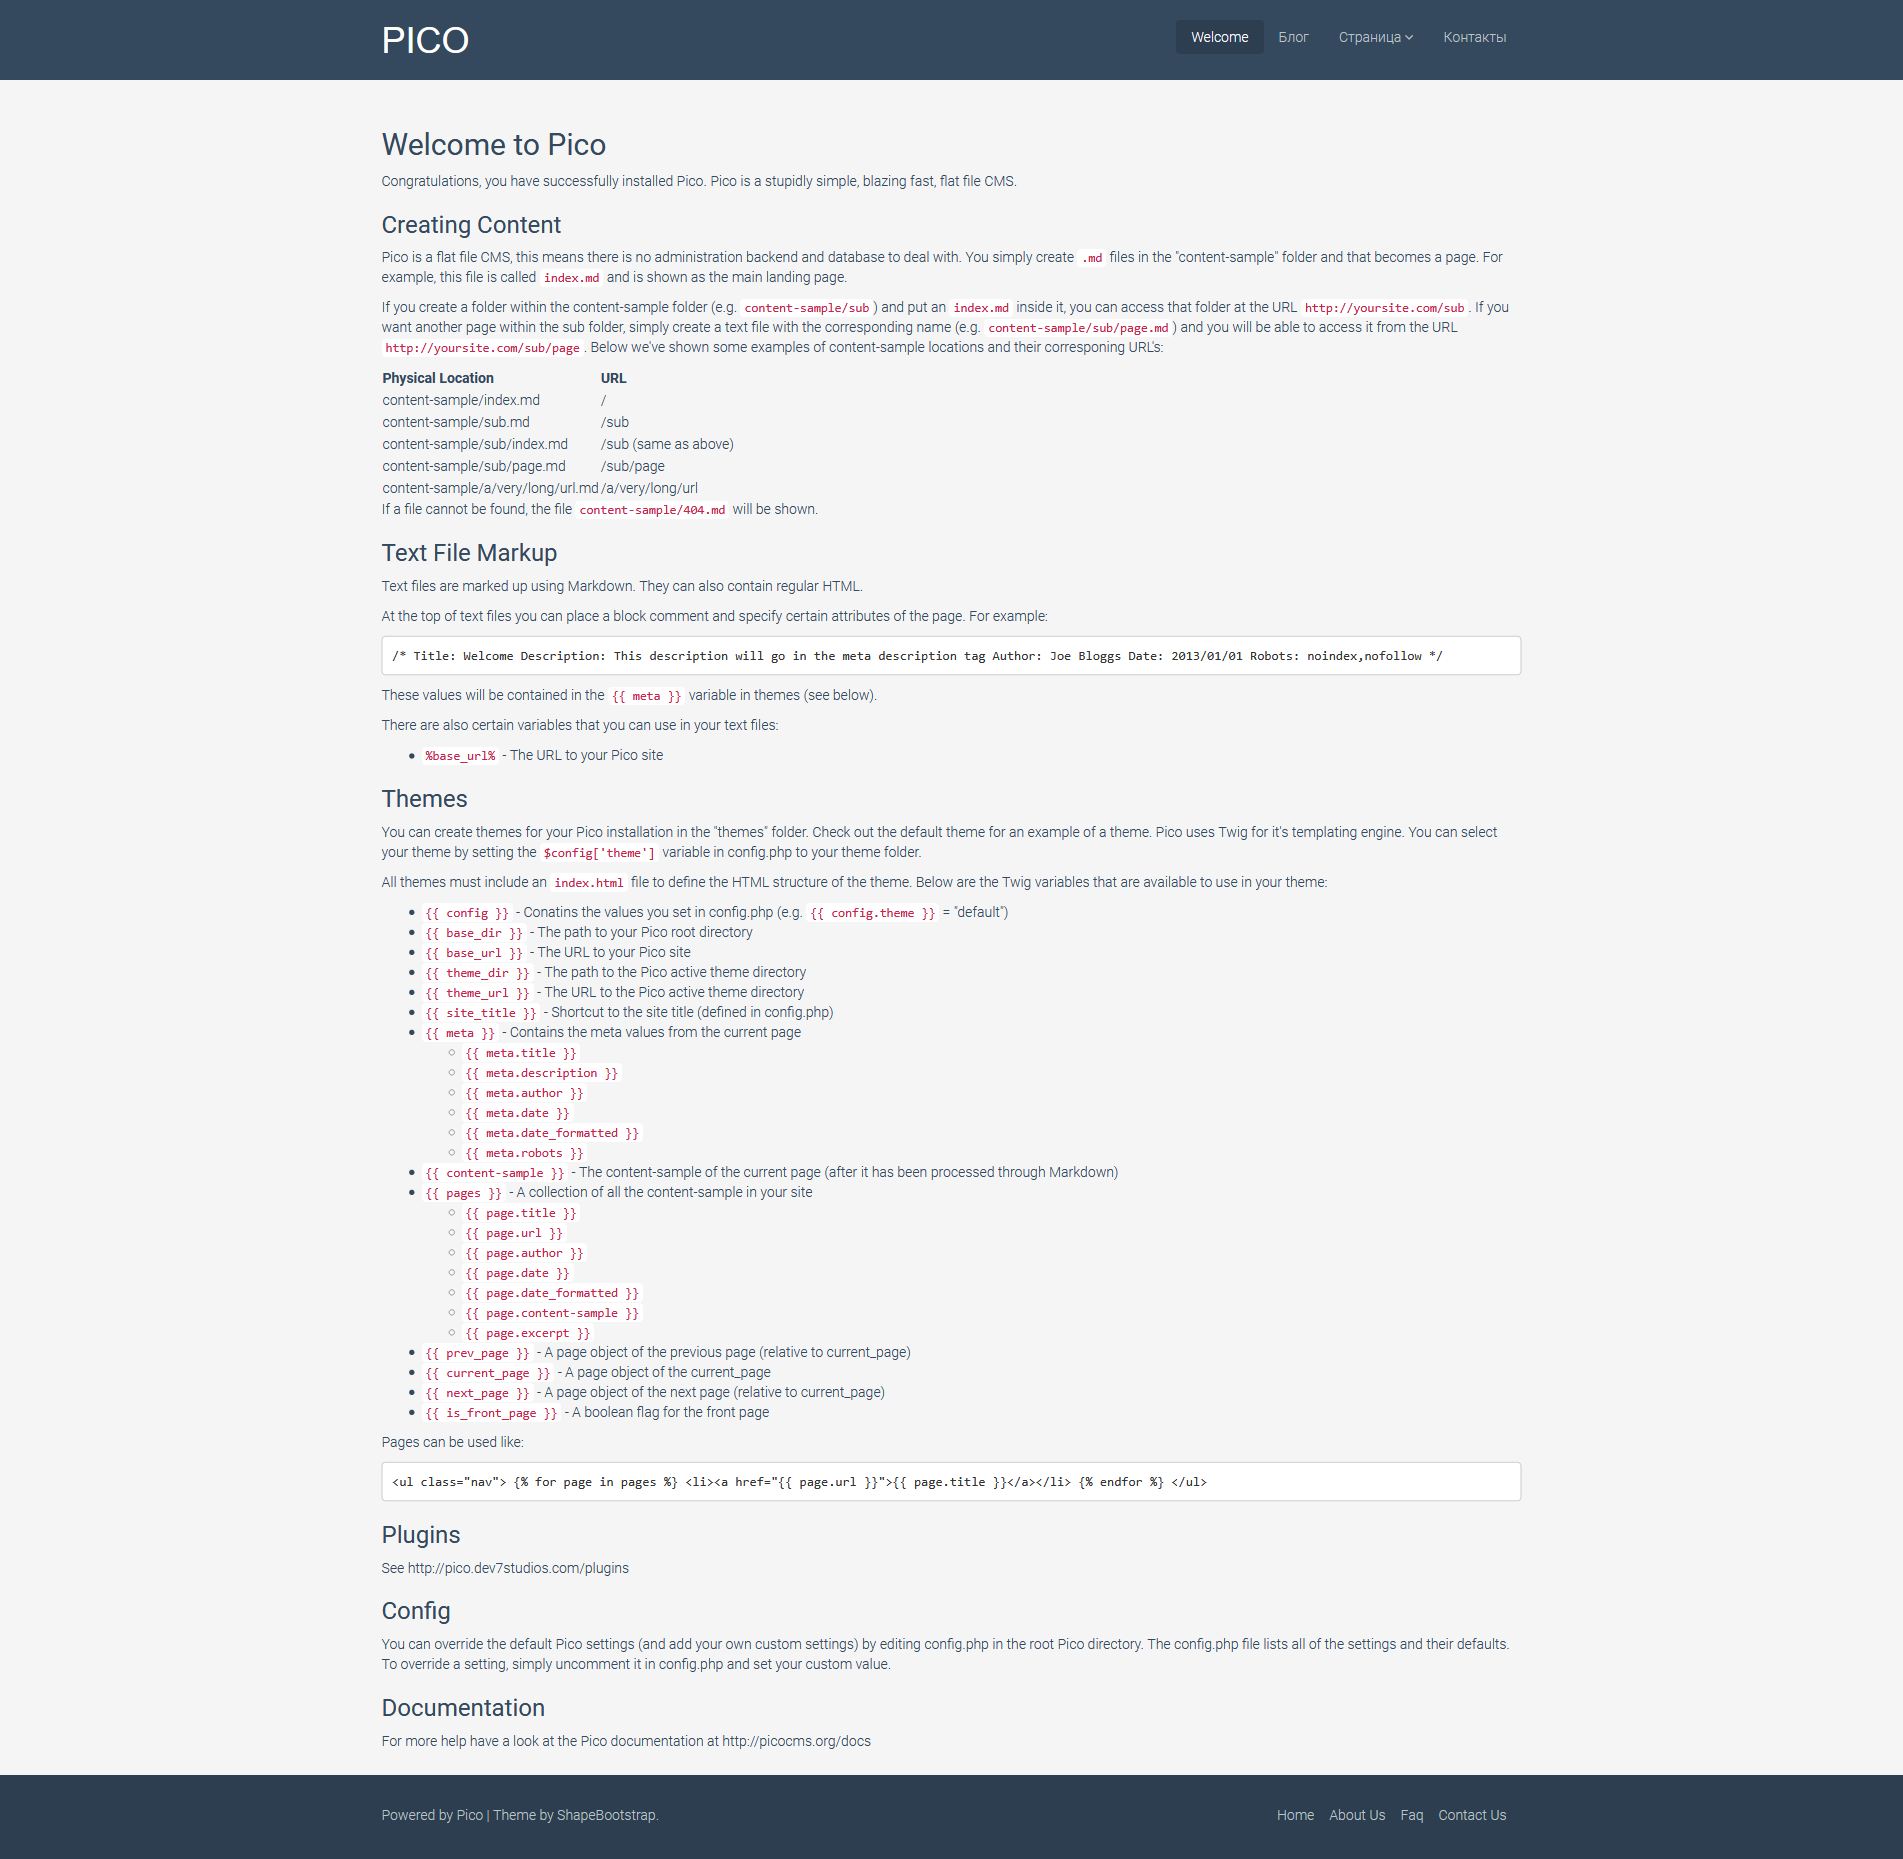 PICO
Welcome Блог Страница Контакты
Welcome to Pico
Congratulations, you have successfully installed Pico. Pico is a stupidly simple, blazing fast, flat file CMS.
Creating Content
Pico is a flat file CMS, this means there is no administration backend and database to deal with. You simply create .md files in the "content-sample" folder and that becomes a page. For
example, this file is called index.md and is shown as the main landing page.
If you create a folder within the content-sample folder (e.g. content-sample/sub ) and put an index.md inside it, you can access that folder at the URL http://yoursite.com/sub . If you
want another page within the sub folder, simply create a text file with the corresponding name (e.g. content-sample/sub/page.md ) and you will be able to access it from the URL
http://yoursite.com/sub/page . Below we've shown some examples of content-sample locations and their corresponing URL's:
Physical Location URL
content-sample/index.md /
content-sample/sub.md /sub
content-sample/sub/index.md /sub (same as above)
content-sample/sub/page.md /sub/page
content-sample/a/very/long/url.md /a/very/long/url
If a file cannot be found, the file content-sample/404.md will be shown.
Text File Markup
Text files are marked up using Markdown. They can also contain regular HTML.
At the top of text files you can place a block comment and specify certain attributes of the page. For example:
/* Title: Welcome Description: This description will go in the meta description tag Author: Joe Bloggs Date: 2013/01/01 Robots: noindex,nofollow */
These values will be contained in the {{ meta }} variable in themes (see below).
There are also certain variables that you can use in your text files:
%base_url% - The URL to your Pico site
Themes
You can create themes for your Pico installation in the "themes" folder. Check out the default theme for an example of a theme. Pico uses Twig for it's templating engine. You can select
your theme by setting the $config['theme'] variable in config.php to your theme folder.
All themes must include an index.html file to define the HTML structure of the theme. Below are the Twig variables that are available to use in your theme:
{{ config }} - Conatins the values you set in config.php (e.g. {{ config.theme }} = "default")
{{ base_dir }} - The path to your Pico root directory
{{ base_url }} - The URL to your Pico site
{{ theme_dir }} - The path to the Pico active theme directory
{{ theme_url }} - The URL to the Pico active theme directory
{{ site_title }} - Shortcut to the site title (defined in config.php)
{{ meta }} - Contains the meta values from the current page
{{ meta.title }}
{{ meta.description }}
{{ meta.author }}
{{ meta.date }}
{{ meta.date_formatted }}
{{ meta.robots }}
{{ content-sample }} - The content-sample of the current page (after it has been processed through Markdown)
{{ pages }} - A collection of all the content-sample in your site
{{ page.title }}
{{ page.url }}
{{ page.author }}
{{ page.date }}
{{ page.date_formatted }}
{{ page.content-sample }}
{{ page.excerpt }}
{{ prev_page }} - A page object of the previous page (relative to current_page)
{{ current_page }} - A page object of the current_page
{{ next_page }} - A page object of the next page (relative to current_page)
{{ is_front_page }} - A boolean flag for the front page
Pages can be used like:
<ul class="nav"> {% for page in pages %} <li><a href="{{ page.url }}">{{ page.title }}</a></li> {% endfor %} </ul>
Plugins
See http://pico.dev7studios.com/plugins
Config
You can override the default Pico settings (and add your own custom settings) by editing config.php in the root Pico directory. The config.php file lists all of the settings and their defaults.
To override a setting, simply uncomment it in config.php and set your custom value.
Documentation
For more help have a look at the Pico documentation at http://picocms.org/docs
Powered by Pico | Theme by ShapeBootstrap. Home About Us Faq Contact Us